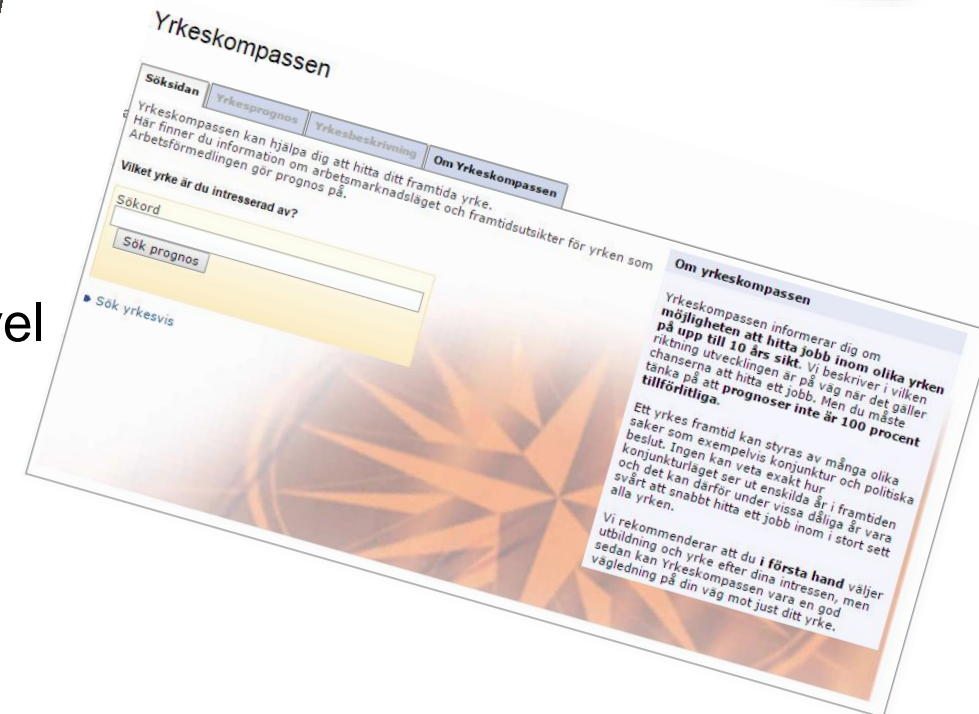 Yrkeskompassen
Söksidan
Yrkesprognos
Yrkesbeskrivning
Om Yrkeskompassen
Yrkeskompassen kan hjälpa dig att hitta ditt framtida yrke.
Här finner du information om arbetsmarknadsläget och framtidsutsikter för yrken som
Arbetsförmedlingen gör prognos på.
Vilket yrke är du intresserad av?
Sökord
Sök prognos
Sök yrkesvis
Om yrkeskompassen
Yrkeskompassen informerar dig om
möjligheten att hitta jobb inom olika yrken
på upp till 10 års sikt. Vi beskriver i vilken
riktning utvecklingen är på väg när det gäller
chanserna att hitta ett jobb. Men du måste
tänka på att prognoser inte är 100 procent
tillförlitliga.
Ett yrkes framtid kan styras av många olika
saker som exempelvis konjunktur och politiska
beslut. Ingen kan veta exakt hur
konjunkturläget ser ut enskilda år i framtiden
och det kan därför under vissa dåliga år vara
svårt att snabbt hitta ett jobb inom i stort sett
alla yrken.
Vi rekommenderar att du i första hand väljer
utbildning och yrke efter dina intressen, men
sedan kan Yrkeskompassen vara en god
vägledning på din väg mot just ditt yrke.